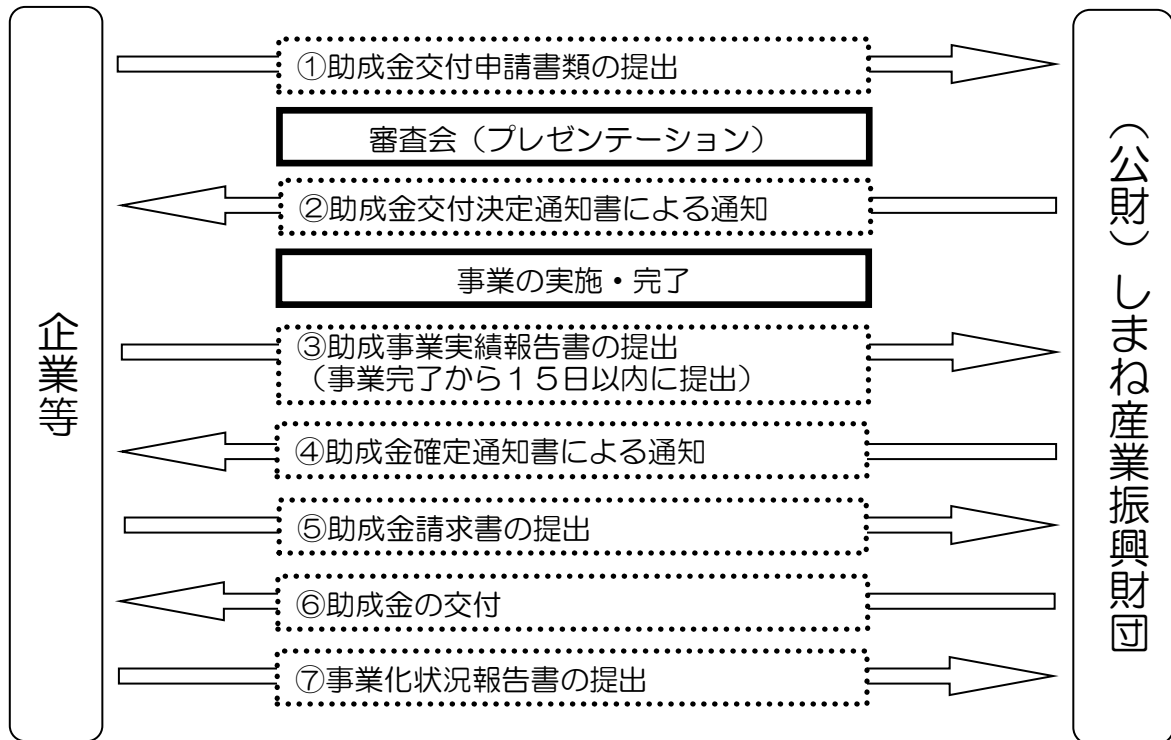 企業等
①助成金交付申請書類の提出
審査会（プレゼンテーション）
②助成金交付決定通知書による通知
事業の実施・完了
③助成事業実績報告書の提出
（事業完了から１５日以内に提出）
④助成金確定通知書による通知
⑤助成金請求書の提出
⑥助成金の交付
⑦事業化状況報告書の提出
（公財）しまね産業振興財団